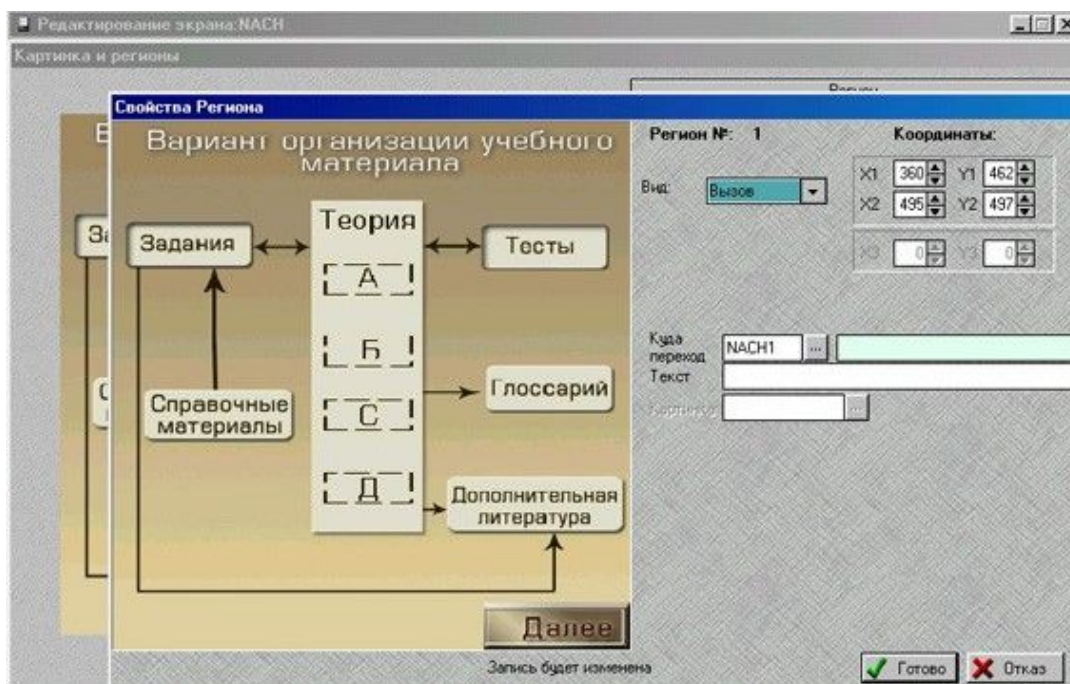 Редактирование экрана:NACH
Картинка и регионы
Регион
Свойства Региона
Вариант организации учебного
материала
Регион №: 1
Координаты:
Вид:
Вызов
X1 360 Y1 462
X2 495 Y2 497
X3 0 Y3 0
Теория
Задания
Тесты
А
Б
С
Д
Справочные
материалы
Глоссарий
Дополнительная
литература
Куда
переход
NACH1
...
Текст
Картинка
...
Далее
Запись будет изменена
Готово
Отказ